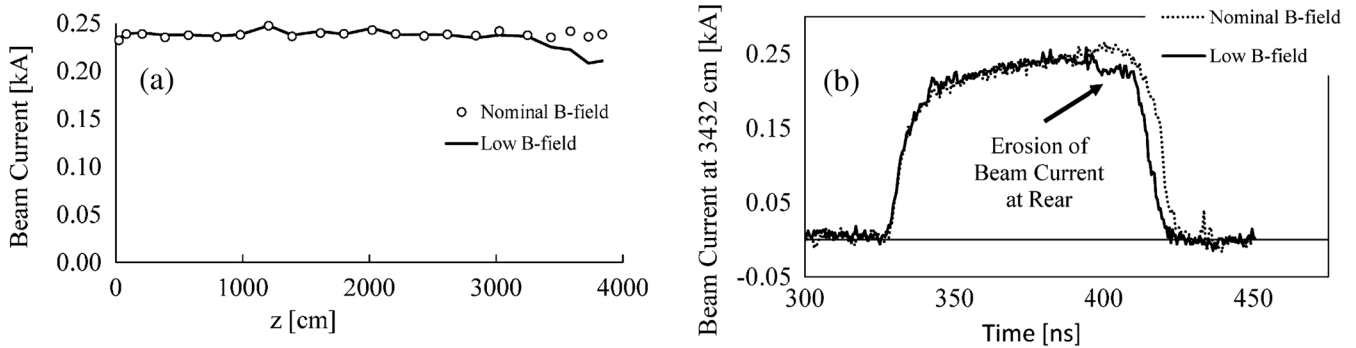 Beam Current [kA]
0.25
0.20
0.15
0.10
0.05
0.00
(a)
Nominal B-field
Low B-field
0
1000
2000
3000
4000
z [cm]
Beam Current at 3432 cm [kA]
0.25
0.15
0.05
-0.05
(b)
Nominal B-field
Low B-field
Erosion of
Beam Current
at Rear
300
350
400
450
Time [ns]